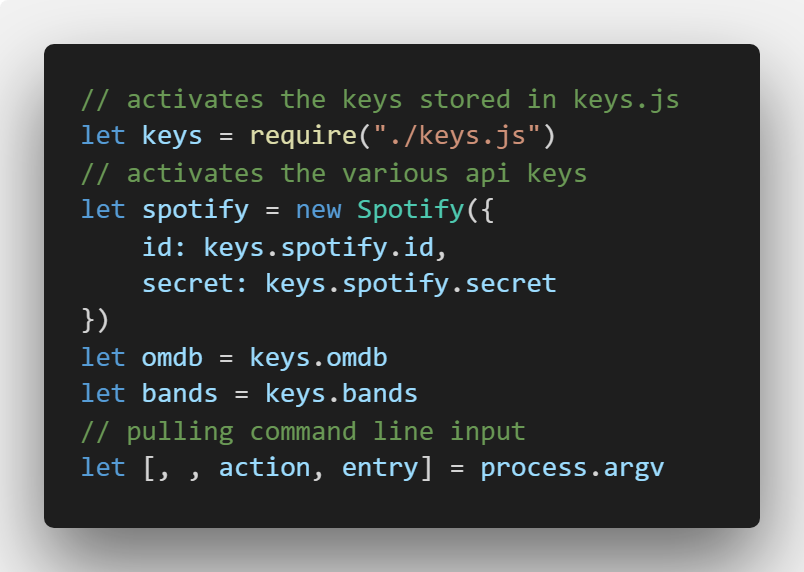 // activates the keys stored in keys.js
let keys = require("./keys.js")
// activates the various api keys
let spotify = new Spotify({
    id: keys.spotify.id,
    secret: keys.spotify.secret
})
let omdb = keys.omdb
let bands = keys.bands
// pulling command line input
let [, , action, entry] = process.argv